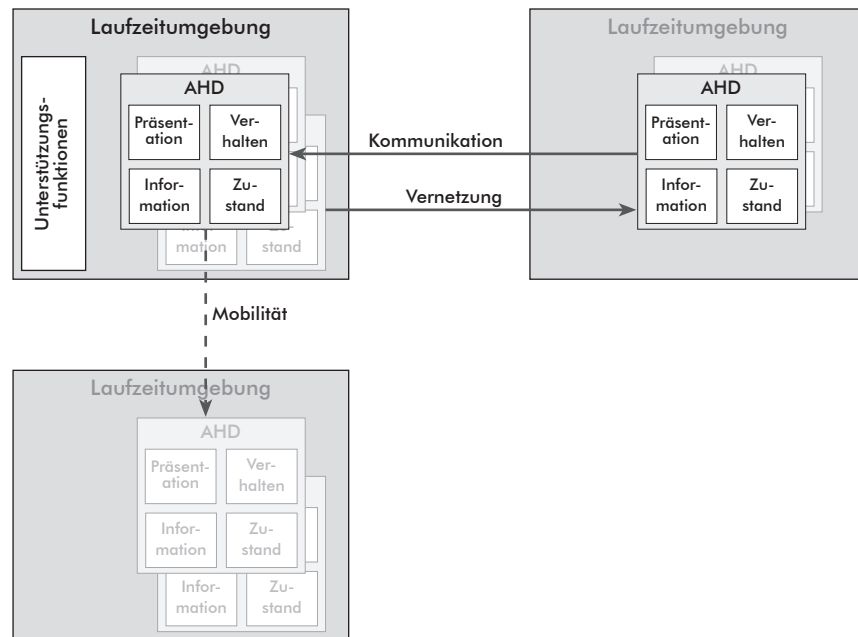 Laufzeitumgebung
Unterstützungs-
funktionen
AHD
AHD
Präsent-
ation
Ver-
halten
Infor-
mation
Zu-
stand
Infor-
mation
Zu-
stand
Kommunikation
Vernetzung
Laufzeitumgebung
AHD
AHD
Präsent-
ation
Ver-
halten
Infor-
mation
Zu-
stand
Mobilität
Laufzeitumgebung
AHD
Präsent-
ation
Ver-
halten
Infor-
mation
Zu-
stand
Infor-
mation
Zu-
stand